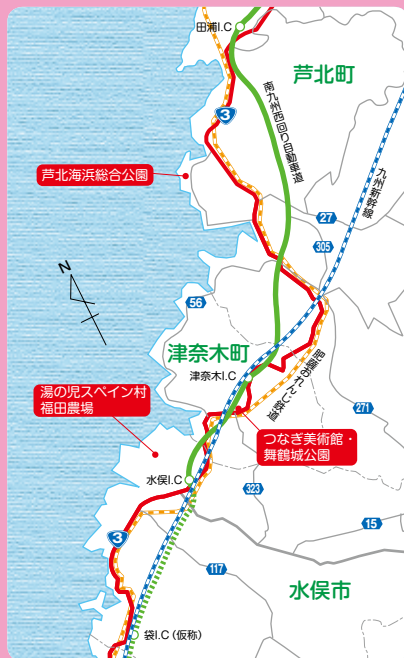 田浦I.C
芦北町
3
南九州西回り自動車道
九州新幹線
芦北海浜総合公園
27
305
N
56
津奈木町
津奈木I.C
肥薩おれんじ鉄道
湯の児スペイン村
福田農場
271
つなぎ美術館・
舞鶴城公園
水俣I.C
323
15
3
117
水俣市
袋I.C(仮称)